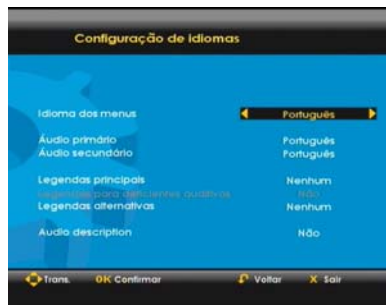 Configuração de idiomas
Idioma dos menus Português
Áudio primário Português
Áudio secundário Português
Legendas principais Nenhum
Legendas para deficientes auditivos Não
Legendas alternativas Nenhum
Audio description Não
Trans. OK Confirmar Voltar X Sair